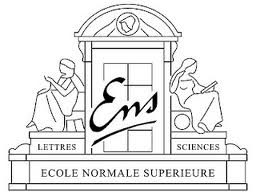 Ens
LETTRES SCIENCES
ECOLE NORMALE SUPERIEURE